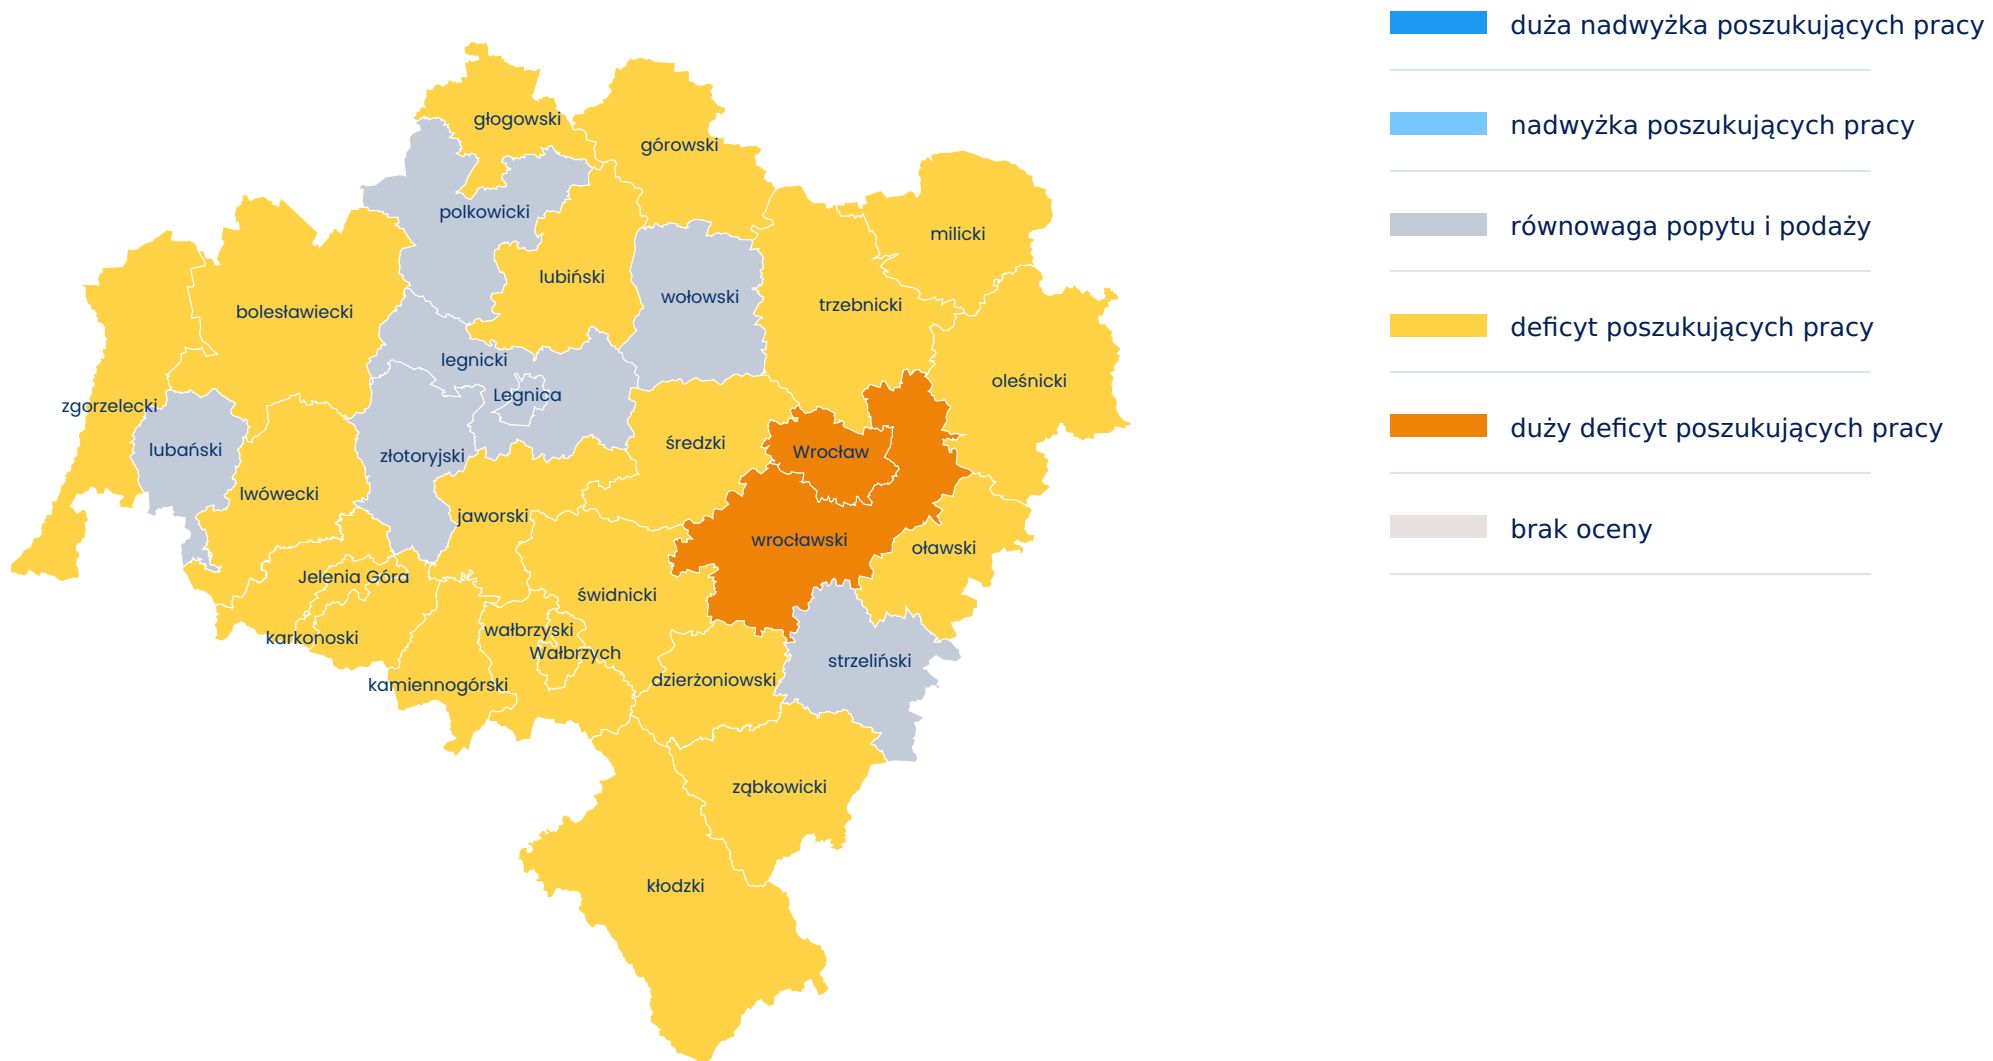 głogowski
górowski
polkowicki
milicki
lubiński
wołowski
trzebnicki
bolesławiecki
legnicki
oleśnicki
Legnica
zgorzelecki
lubański
złotoryjski
średzki
Wrocław
lwówecki
jaworski
wrocławski
oławski
Jelenia Góra
świdnicki
karkonoski
wałbrzyski
Wałbrzych
strzeliński
kamiennogórski
dzierżoniowski
ząbkowicki
kłodzki
duża nadwyżka poszukujących pracy
nadwyżka poszukujących pracy
równowaga popytu i podaży
deficyt poszukujących pracy
duży deficyt poszukujących pracy
brak oceny